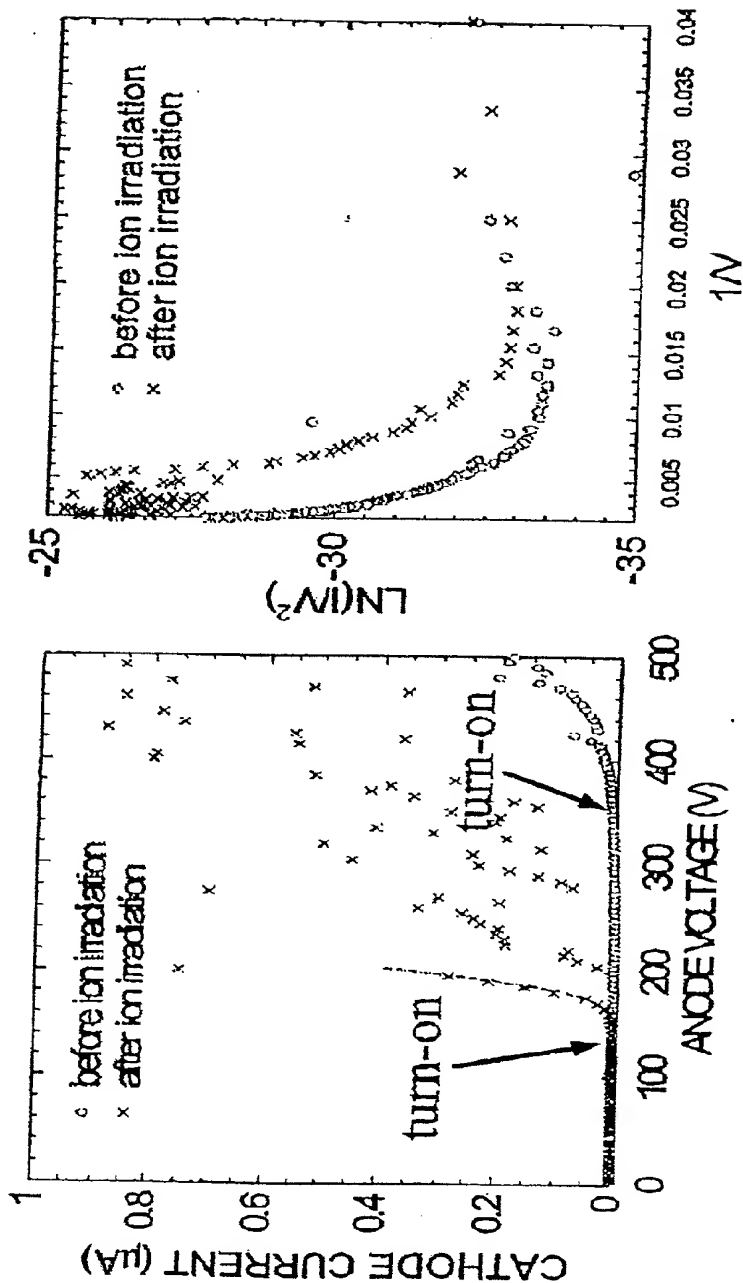 CATHODE CURRENT (μA)
1
0.8
0.6
0.4
0.2
0
o before ion irradiation
x after ion irradiation
turn-on
turn-on
0 100 200 300 400 500
ANODE VOLTAGE (V)
LN(I/V²)
-25
-30
-35
o before ion irradiation
x after ion irradiation
0.005 0.01 0.015 0.02 0.025 0.03 0.035 0.04
1/V